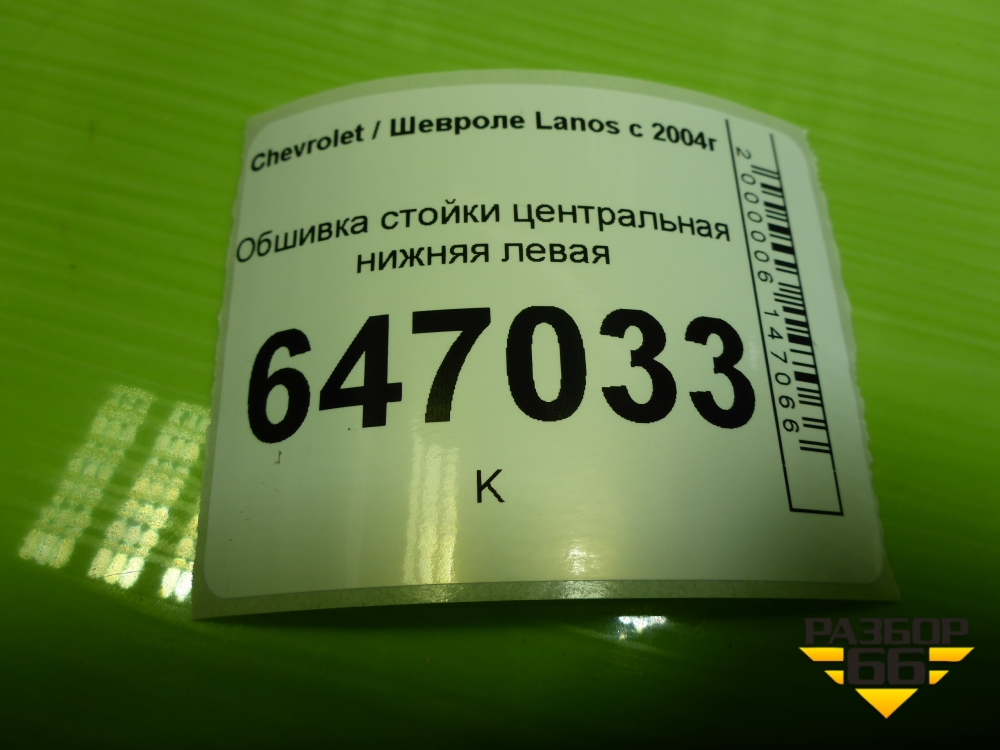 Chevrolet / Шевроле Lanos с 2004г
Обшивка стойки центральная
нижняя левая
647033
К
2000006147066
РАЗБОР
66